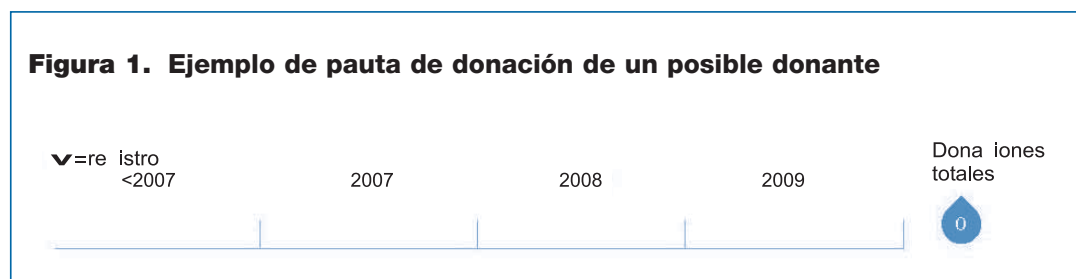 Figura 1. Ejemplo de pauta de donación de un posible donante
=re istro
<2007 2007 2008 2009
Dona iones
totales
0